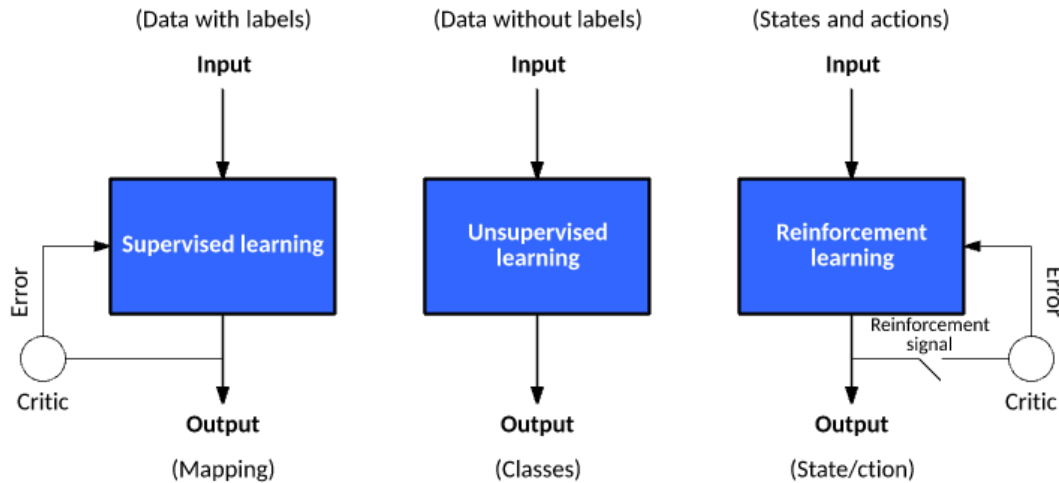 (Data with labels)
Input
Supervised learning
Error
Critic
Output
(Mapping)
(Data without labels)
Input
Unsupervised
learning
Output
(Classes)
(States and actions)
Input
Reinforcement
learning
Error
Reinforcement
signal
Critic
Output
(State/ction)